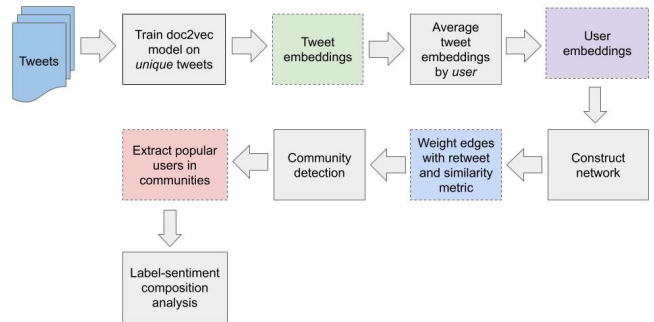 Tweets
Train doc2vec
model on
unique tweets
Tweet
embeddings
Average
tweet
embeddings
by user
User
embeddings
Construct
network
Weight edges
with retweet
and similarity
metric
Community
detection
Extract popular
users in
communities
Label-sentiment
composition
analysis